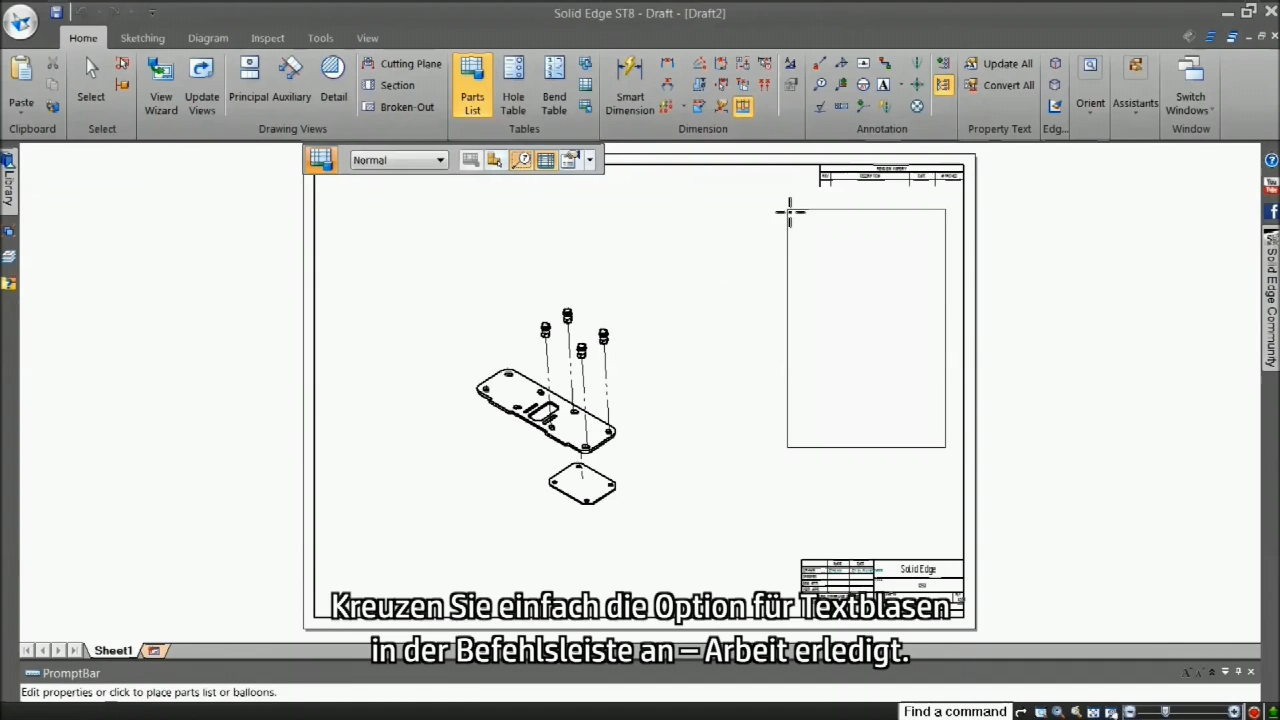 Solid Edge ST8 - Draft - [Draft2]
Home
Sketching
Diagram
Inspect
Tools
View
Paste
Select
View Wizard
Update Views
Principal
Auxiliary
Detail
Cutting Plane
Section
Broken-Out
Parts List
Hole Table
Bend Table
Smart Dimension
Update All
Convert All
Orient
Assistants
Switch Windows
Clipboard
Select
Drawing Views
Tables
Dimension
Annotation
Property Text
Edg...
Window
Normal
Library
Solid Edge Community
Solid Edge
Kreuzen Sie einfach die Option für Textblasen
in der Befehlsleiste an – Arbeit erledigt.
Sheet1
PromptBar
Edit properties or click to place parts list or balloons.
Find a command